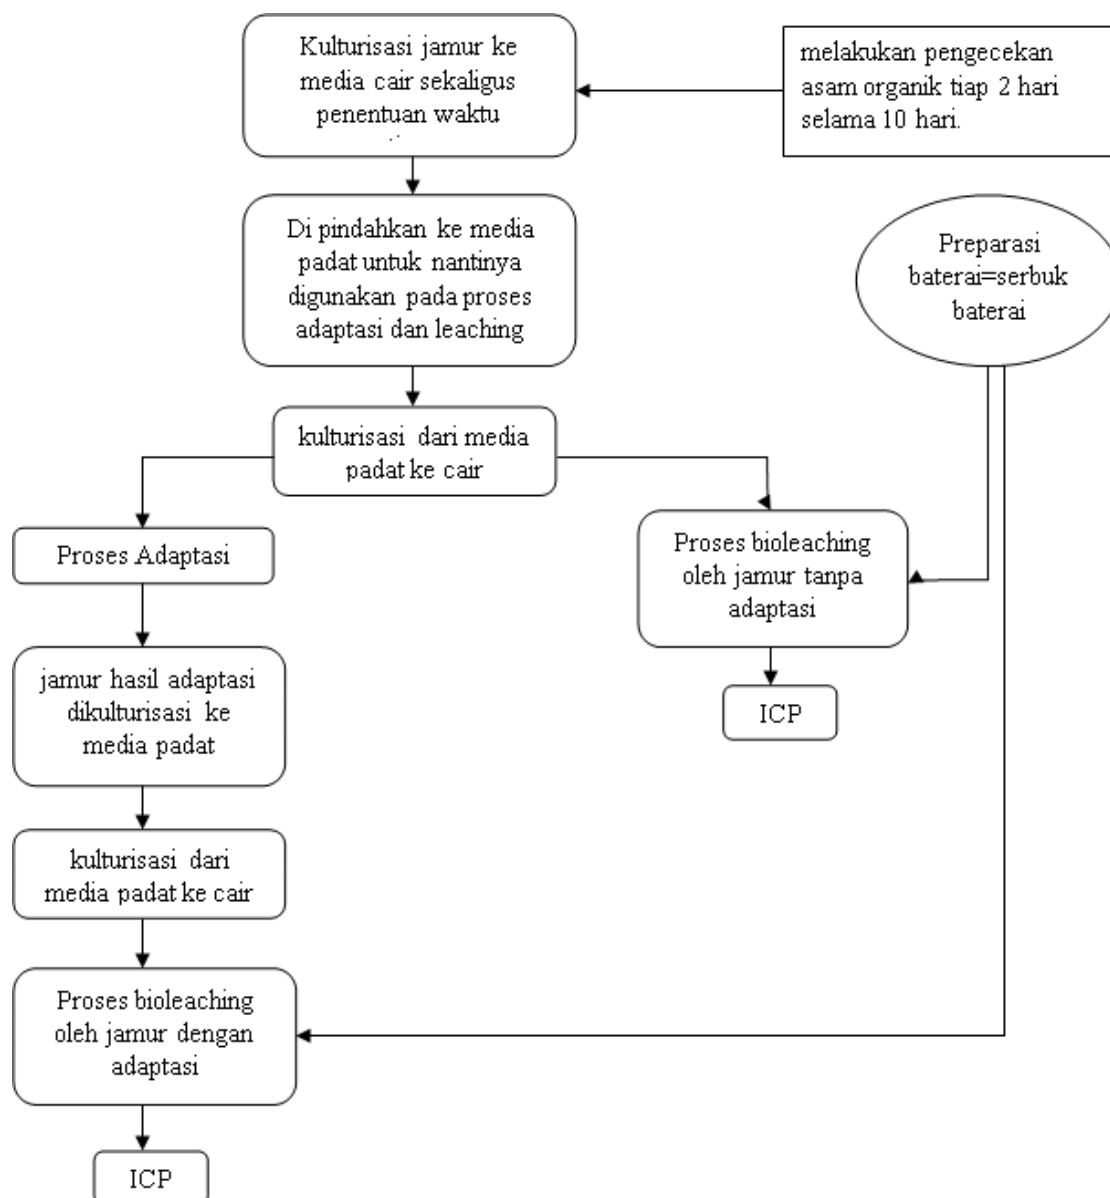 Kulturisasi jamur ke
media cair sekaligus
penentuan waktu
melakukan pengecekan
asam organik tiap 2 hari
selama 10 hari.
Di pindahkan ke media
padat untuk nantinya
digunakan pada proses
adaptasi dan leaching
Preparasi
baterai=serbuk
baterai
kulturisasi dari media
padat ke cair
Proses Adaptasi
Proses bioleaching
oleh jamur tanpa
adaptasi
jamur hasil adaptasi
dikulturisasi ke
media padat
ICP
kulturisasi dari
media padat ke cair
Proses bioleaching
oleh jamur dengan
adaptasi
ICP